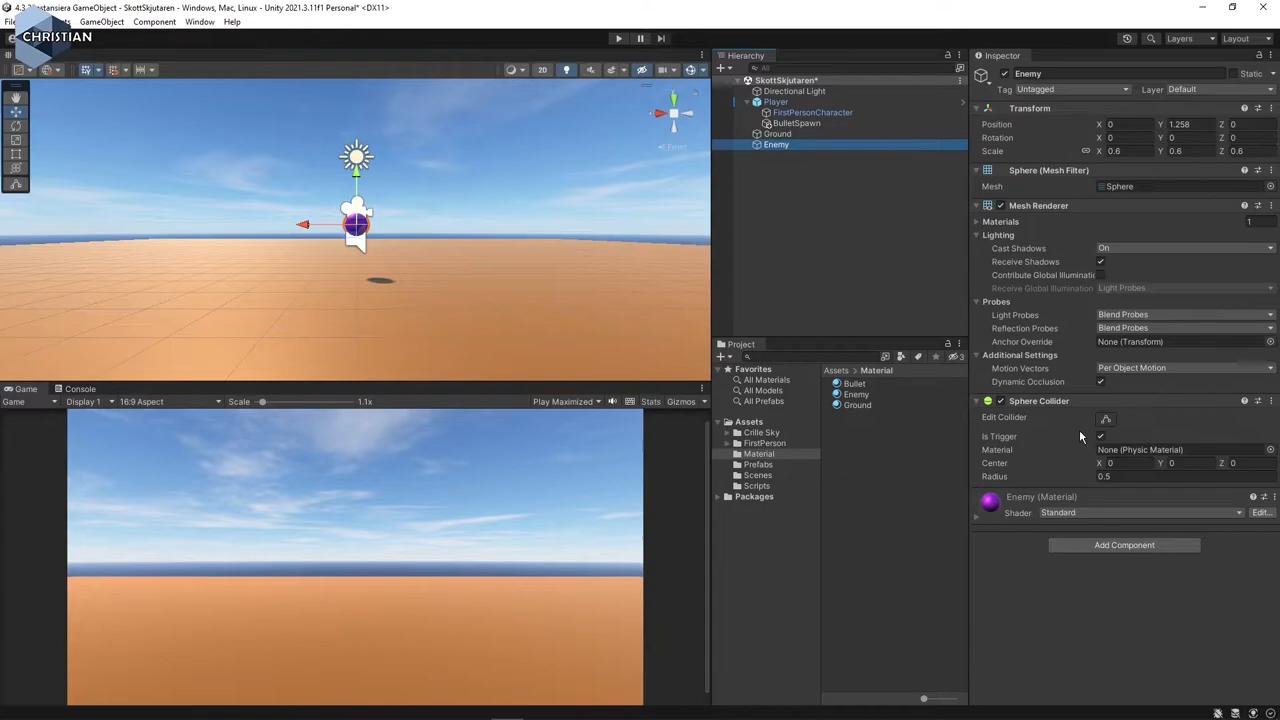 4.3.2 Instansiera GameObject - SkottSkjutaren - Windows, Mac, Linux - Unity 2021.3.11f1 Personal* <DX11>
CHRISTIAN
GameObject Component Window Help
Layers Layout
2D
Front
Hierarchy
All
SkottSkjutaren*
Directional Light
Player
FirstPersonCharacter
BulletSpawn
Ground
Enemy
Game Console
Game Display 1 16:9 Aspect Scale 1.1x Play Maximized Stats Gizmos
Project
3
Favorites
All Materials
All Models
All Prefabs
Assets
Crille Sky
FirstPerson
Material
Prefabs
Scenes
Scripts
Packages
Assets > Material
Bullet
Enemy
Ground
Inspector
Enemy Static
Tag Untagged Layer Default
Transform
Position X 0 Y 1.258 Z 0
Rotation X 0 Y 0 Z 0
Scale X 0.6 Y 0.6 Z 0.6
Sphere (Mesh Filter)
Mesh Sphere
Mesh Renderer
Materials 1
Lighting
Cast Shadows On
Receive Shadows
Contribute Global Illuminatio
Receive Global Illumination Light Probes
Probes
Light Probes Blend Probes
Reflection Probes Blend Probes
Anchor Override None (Transform)
Additional Settings
Motion Vectors Per Object Motion
Dynamic Occlusion
Sphere Collider
Edit Collider
Is Trigger
Material None (Physic Material)
Center X 0 Y 0 Z 0
Radius 0.5
Enemy (Material)
Shader Standard Edit...
Add Component